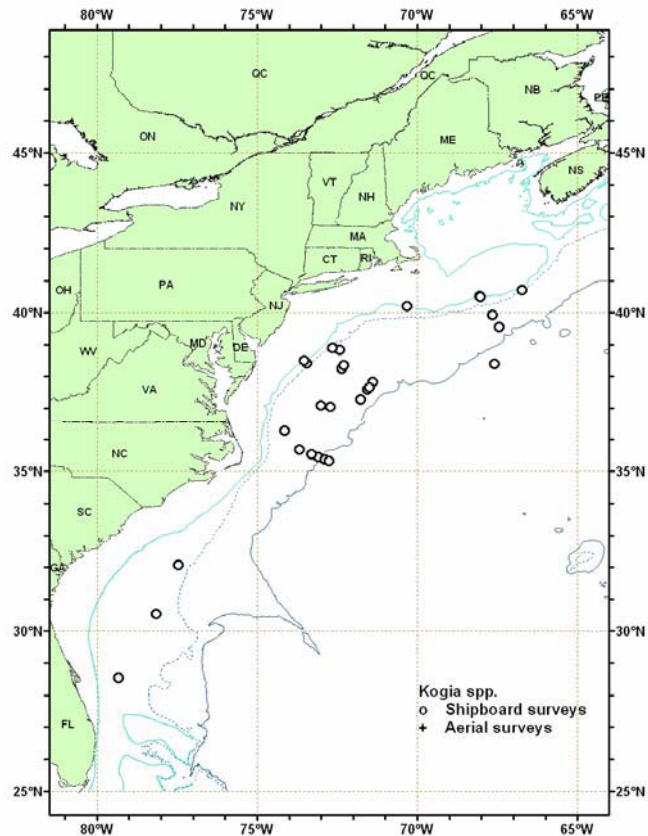 80°W 75°W 70°W 65°W
QC
QC
NB
PE
ON
ME
45°N 45°N
NS
VT
NH
NY
MA
CT RI
OH
PA
40°N 40°N
NJ
MD
DE
WV
VA
NC
35°N 35°N
SC
GA
30°N 30°N
Kogia spp.
o Shipboard surveys
FL
+ Aerial surveys
25°N 25°N
80°W 75°W 70°W 65°W